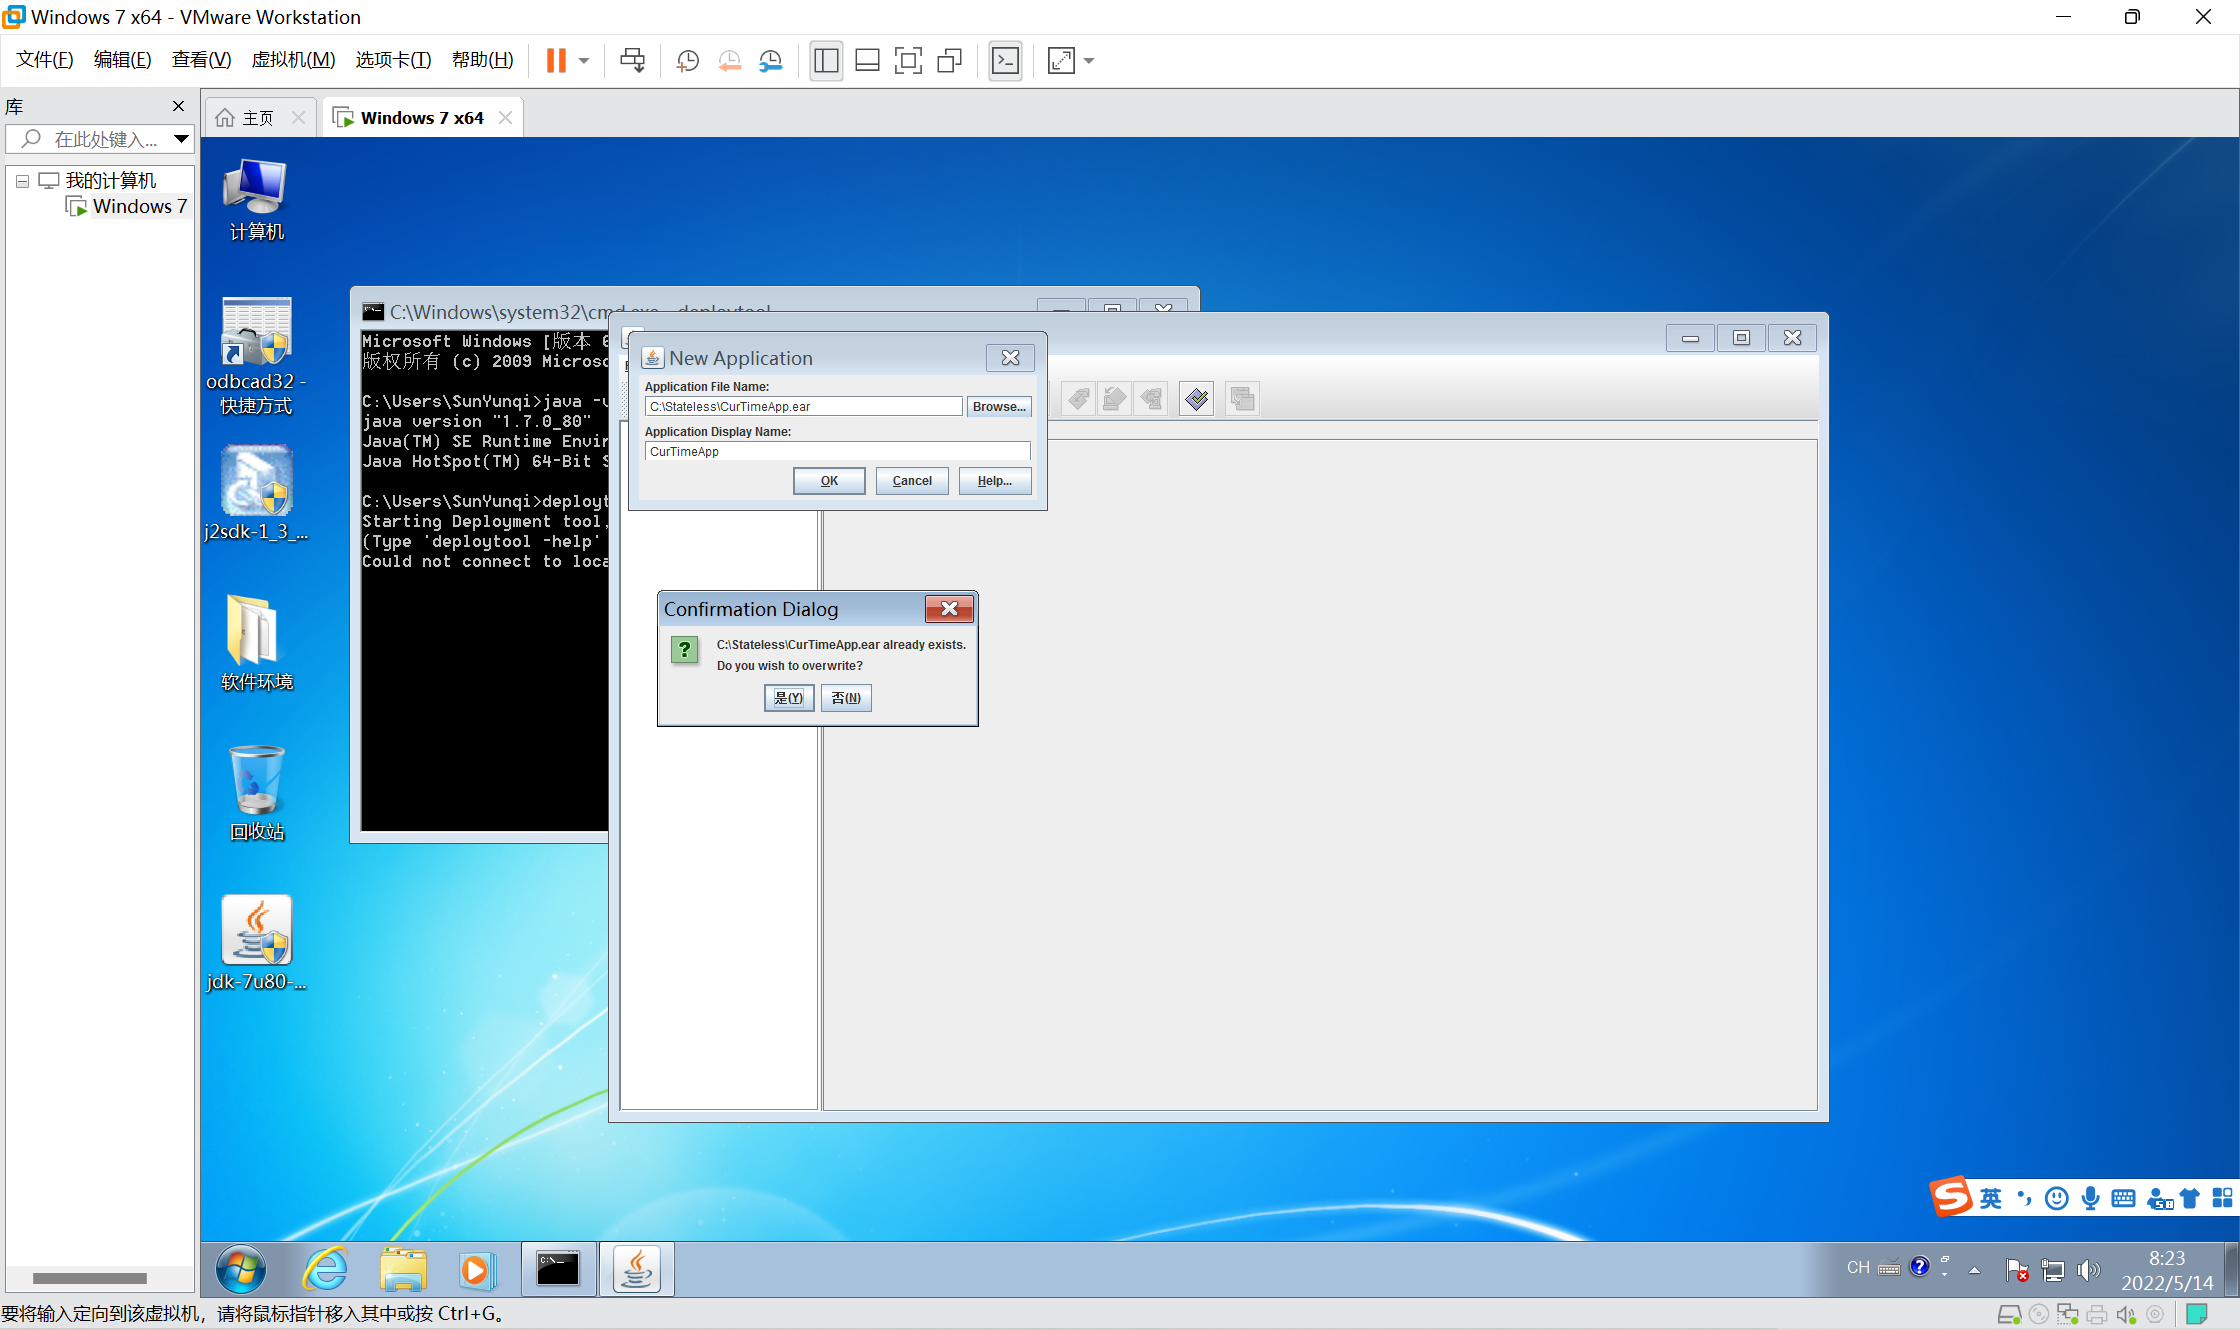 Windows 7 x64 - VMware Workstation
文件(F) 编辑(E) 查看(V) 虚拟机(M) 选项卡(T) 帮助(H)
库
在此处键入...
我的计算机
Windows 7
主页
Windows 7 x64
计算机
odbcad32 -
快捷方式
j2sdk-1_3_...
软件环境
回收站
jdk-7u80-...
C:\Windows\system32\cmd.exe - deploytool
Microsoft Windows [版本 6
版权所有 (c) 2009 Microso
C:\Users\SunYunqi>java -v
java version "1.7.0_80"
Java(TM) SE Runtime Envir
Java HotSpot(TM) 64-Bit S
C:\Users\SunYunqi>deployt
Starting Deployment tool,
(Type 'deploytool -help'
Could not connect to loca
New Application
Application File Name:
C:\Stateless\CurTimeApp.ear
Browse...
Application Display Name:
CurTimeApp
OK Cancel Help...
Confirmation Dialog
C:\Stateless\CurTimeApp.ear already exists.
Do you wish to overwrite?
是(Y) 否(N)
英
CH
8:23
2022/5/14
要将输入定向到该虚拟机，请将鼠标指针移入其中或按 Ctrl+G。